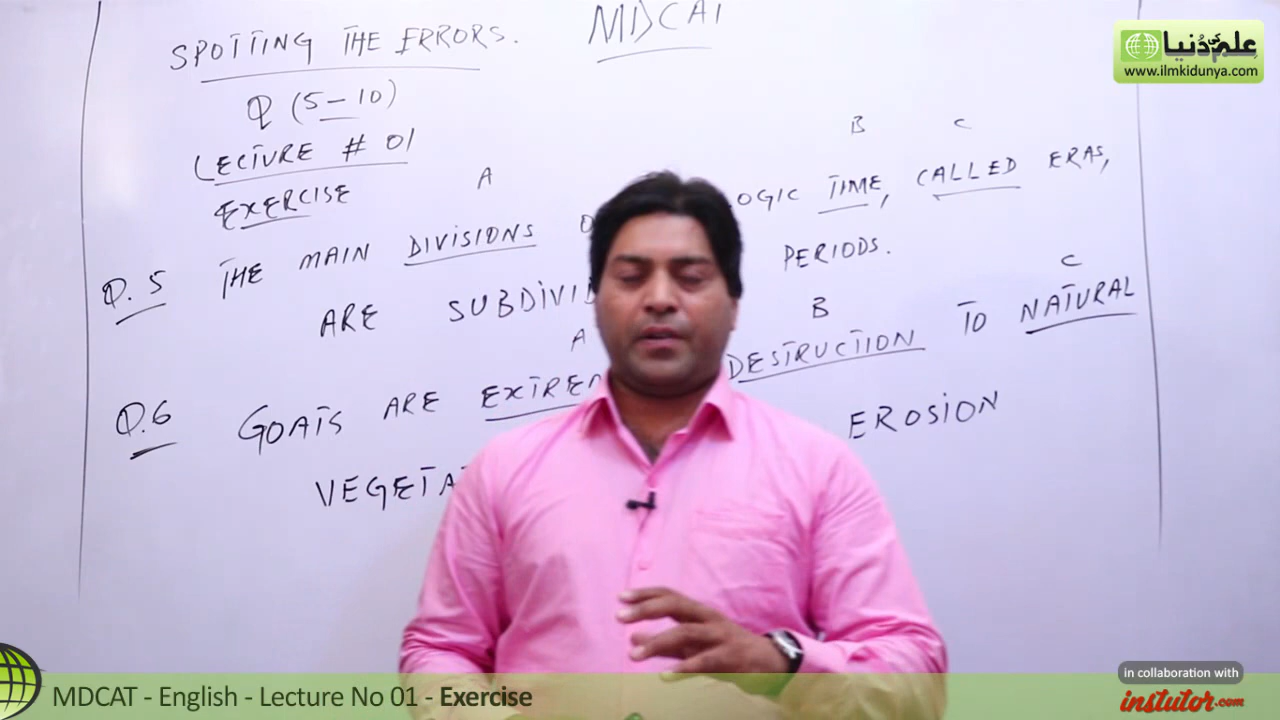 SPOTTING THE ERRORS. MDCAT
Q (5-10)
LECTURE # 01
EXERCISE
A B C
Q.5 THE MAIN DIVISIONS OGIC TIME, CALLED ERAS,
ARE SUBDIVID PERIODS.
A B C
Q.6 GOATS ARE EXTREM DESTRUCTION TO NATURAL
VEGETA EROSION
علم کی دنیا
www.ilmkidunya.com
MDCAT - English - Lecture No 01 - Exercise
in collaboration with
instutor.com